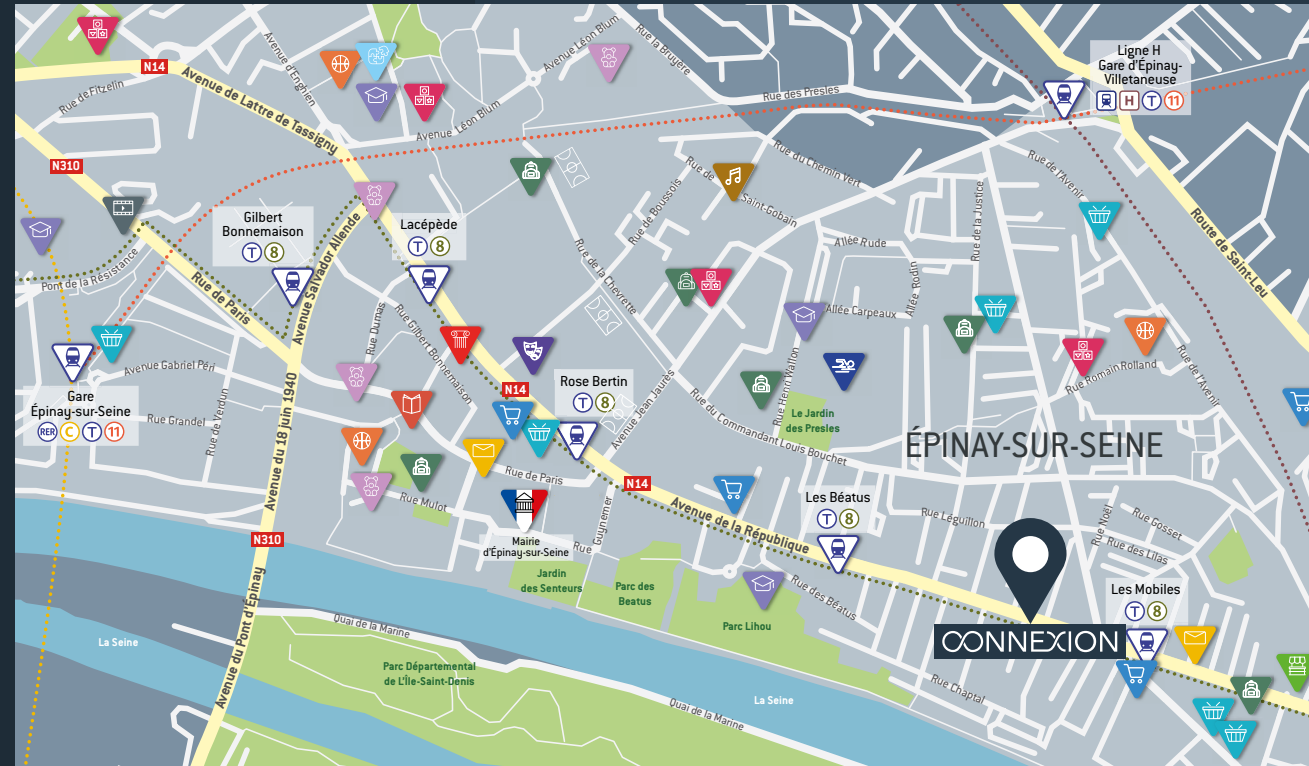 N14
Rue de Fitzelin
Avenue de Lattre de Tassigny
Avenue d'Enghien
Avenue Léon Blum
Avenue Léon Blum
Rue la Bruyère
Rue des Presles
Ligne H
Gare d'Épinay-
Villetaneuse
H T 11
N310
Pont de la Résistance
Rue de Paris
Gilbert
Bonnemaison
T 8
Avenue Salvador Allende
Lacépède
T 8
Rue de Saint-Gobain
Rue du Chemin Vert
Rue de Boussois
Rue de la Chevrette
Allée Rude
Allée Rodin
Allée Carpeaux
Rue de la Justice
Rue de l'Avenir
Route de Saint-Leu
Gare
Épinay-sur-Seine
RER C T 11
Avenue Gabriel Péri
Rue Grandel
Rue de Verdun
Avenue du 18 juin 1940
Rue Dumas
Rue Gilbert Bonnemaison
N14
Rose Bertin
T 8
Avenue Jean Jaurès
Rue du Commandant Louis Bouchet
Rue Henri Wallon
Le Jardin
des Presles
Rue Romain Rolland
Rue de l'Avenir
ÉPINAY-SUR-SEINE
Rue de Paris
Rue Mulot
Mairie
d'Épinay-sur-Seine
Rue Guynemer
N14
Avenue de la République
Les Béatus
T 8
Rue Léguillon
Rue Noël
Rue Gosset
Rue des Lilas
N310
Avenue du Pont d'Épinay
Jardin
des Senteurs
Parc des
Beatus
Parc Lihou
Rue des Béatus
Les Mobiles
T 8
CONNEXION
La Seine
Quai de la Marine
Parc Départemental
de L'Île-Saint-Denis
Quai de la Marine
La Seine
Rue Chaptal